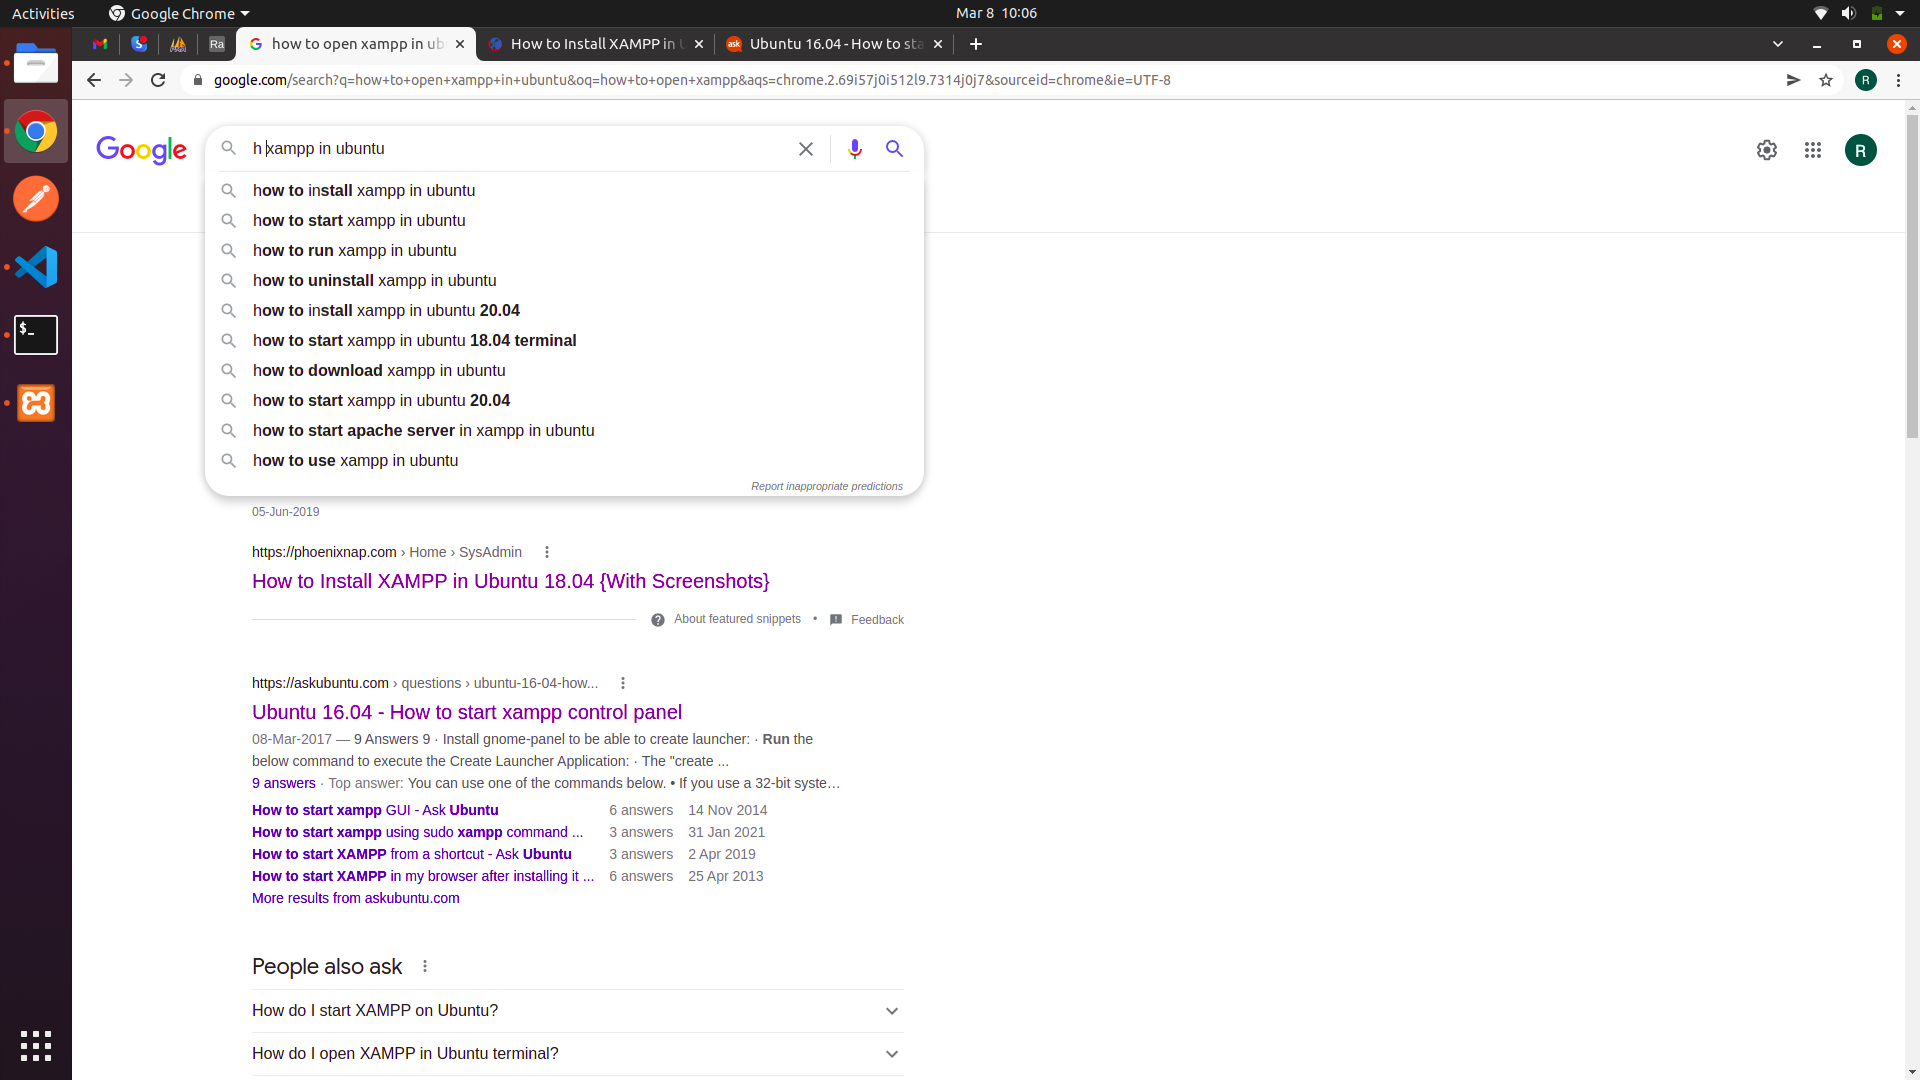 Activities
Google Chrome
Mar 8 10:06
Ra
how to open xampp in ub
How to Install XAMPP in U
ask
Ubuntu 16.04 - How to sta
google.com/search?q=how+to+open+xampp+in+ubuntu&oq=how+to+open+xampp&aqs=chrome.2.69i57j0i512l9.7314j0j7&sourceid=chrome&ie=UTF-8
R
Google
h xampp in ubuntu
R
how to install xampp in ubuntu
how to start xampp in ubuntu
how to run xampp in ubuntu
how to uninstall xampp in ubuntu
how to install xampp in ubuntu 20.04
how to start xampp in ubuntu 18.04 terminal
how to download xampp in ubuntu
how to start xampp in ubuntu 20.04
how to start apache server in xampp in ubuntu
how to use xampp in ubuntu
Report inappropriate predictions
05-Jun-2019
https://phoenixnap.com › Home › SysAdmin
How to Install XAMPP in Ubuntu 18.04 {With Screenshots}
About featured snippets • Feedback
https://askubuntu.com › questions › ubuntu-16-04-how...
Ubuntu 16.04 - How to start xampp control panel
08-Mar-2017 — 9 Answers 9 · Install gnome-panel to be able to create launcher: · Run the
below command to execute the Create Launcher Application: · The "create ...
9 answers · Top answer: You can use one of the commands below. • If you use a 32-bit syste…
How to start xampp GUI - Ask Ubuntu 6 answers 14 Nov 2014
How to start xampp using sudo xampp command ... 3 answers 31 Jan 2021
How to start XAMPP from a shortcut - Ask Ubuntu 3 answers 2 Apr 2019
How to start XAMPP in my browser after installing it ... 6 answers 25 Apr 2013
More results from askubuntu.com
People also ask
How do I start XAMPP on Ubuntu?
How do I open XAMPP in Ubuntu terminal?